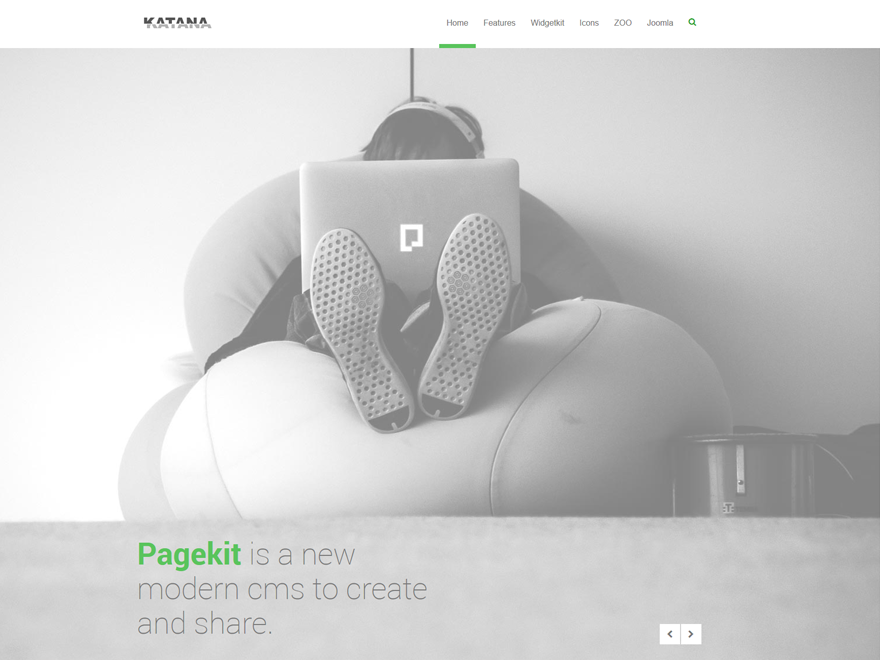 KATANA
Home Features Widgetkit Icons ZOO Joomla
Pagekit is a new
modern cms to create
and share.